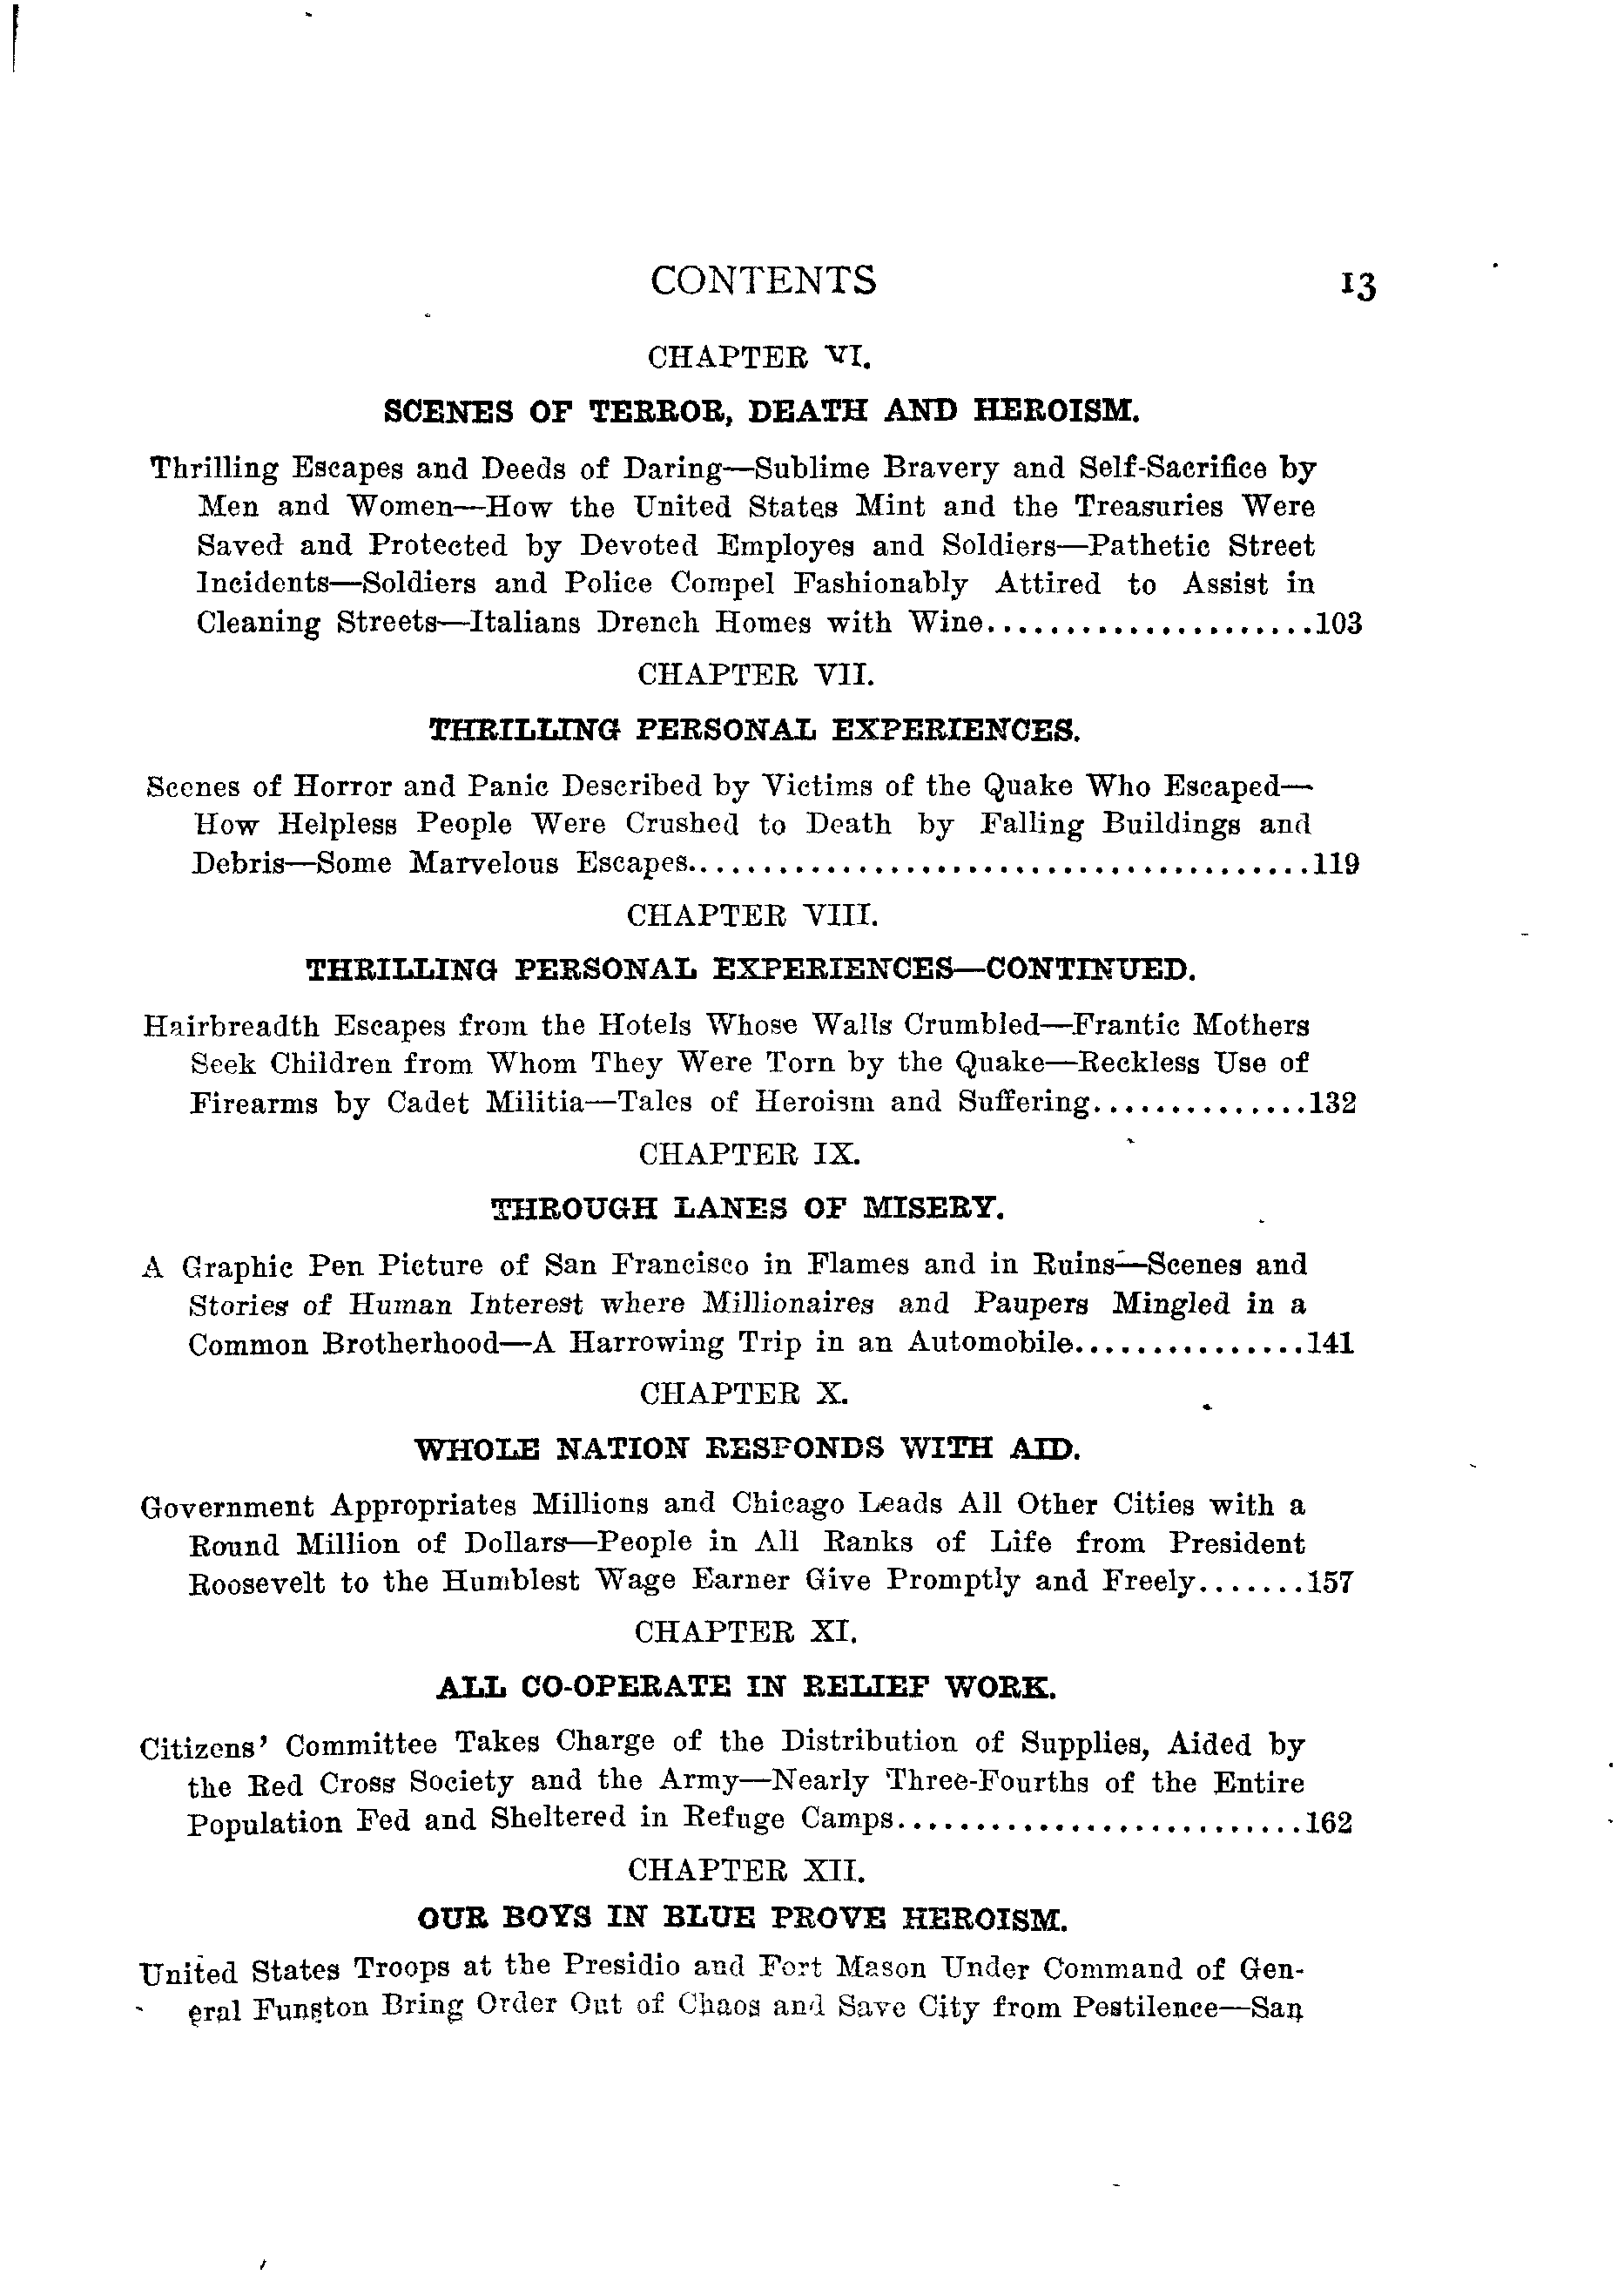 CONTENTS 13
CHAPTER VI.
SCENES OF TERROR, DEATH AND HEROISM.
Thrilling Escapes and Deeds of Daring—Sublime Bravery and Self-Sacrifice by
Men and Women—How the United States Mint and the Treasuries Were
Saved and Protected by Devoted Employes and Soldiers—Pathetic Street
Incidents—Soldiers and Police Compel Fashionably Attired to Assist in
Cleaning Streets—Italians Drench Homes with Wine.....................103
CHAPTER VII.
THRILLING PERSONAL EXPERIENCES.
Scenes of Horror and Panic Described by Victims of the Quake Who Escaped—
How Helpless People Were Crushed to Death by Falling Buildings and
Debris—Some Marvelous Escapes.......................................119
CHAPTER VIII.
THRILLING PERSONAL EXPERIENCES—CONTINUED.
Hairbreadth Escapes from the Hotels Whose Walls Crumbled—Frantic Mothers
Seek Children from Whom They Were Torn by the Quake—Reckless Use of
Firearms by Cadet Militia—Tales of Heroism and Suffering..............132
CHAPTER IX.
THROUGH LANES OF MISERY.
A Graphic Pen Picture of San Francisco in Flames and in Ruins—Scenes and
Stories of Human Interest where Millionaires and Paupers Mingled in a
Common Brotherhood—A Harrowing Trip in an Automobile...............141
CHAPTER X.
WHOLE NATION RESPONDS WITH AID.
Government Appropriates Millions and Chicago Leads All Other Cities with a
Round Million of Dollars—People in All Ranks of Life from President
Roosevelt to the Humblest Wage Earner Give Promptly and Freely.......157
CHAPTER XI.
ALL CO-OPERATE IN RELIEF WORK.
Citizens' Committee Takes Charge of the Distribution of Supplies, Aided by
the Red Cross Society and the Army—Nearly Three-Fourths of the Entire
Population Fed and Sheltered in Refuge Camps..........................162
CHAPTER XII.
OUR BOYS IN BLUE PROVE HEROISM.
United States Troops at the Presidio and Fort Mason Under Command of Gen-
eral Funston Bring Order Out of Chaos and Save City from Pestilence—San